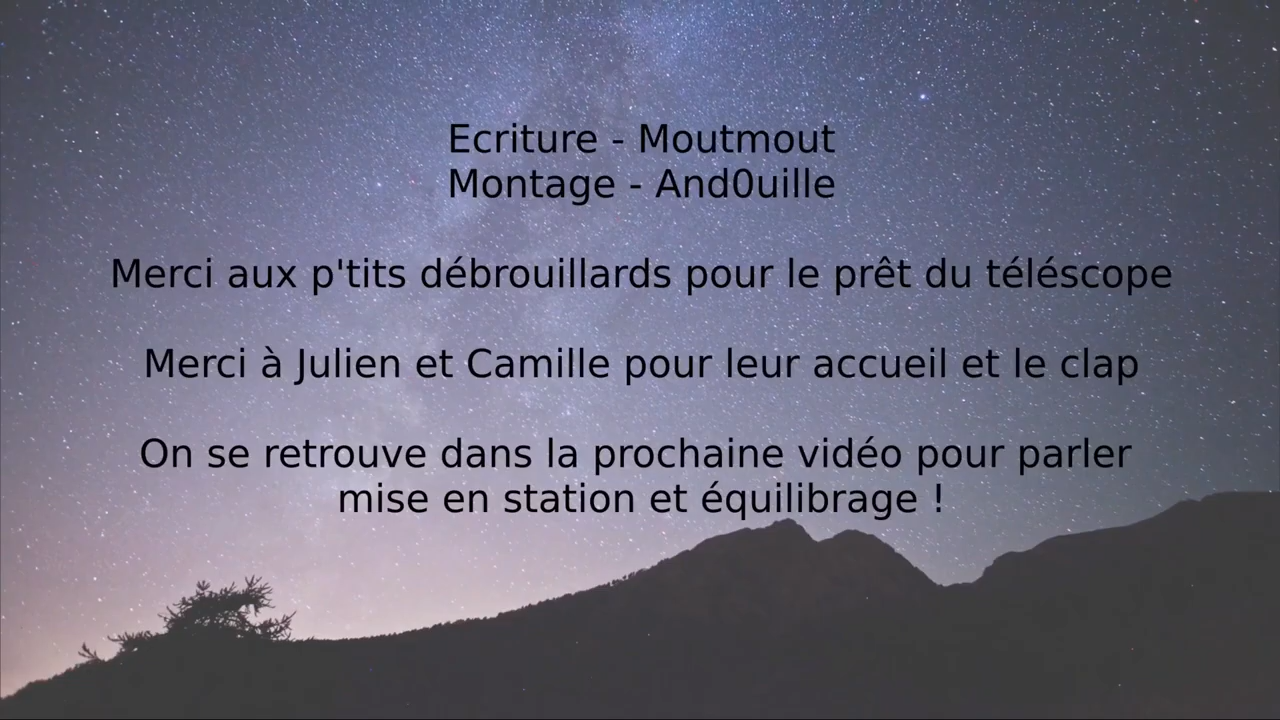 Ecriture - Moutmout
Montage - And0uille
Merci aux p'tits débrouillards pour le prêt du téléscope
Merci à Julien et Camille pour leur accueil et le clap
On se retrouve dans la prochaine vidéo pour parler
mise en station et équilibrage !